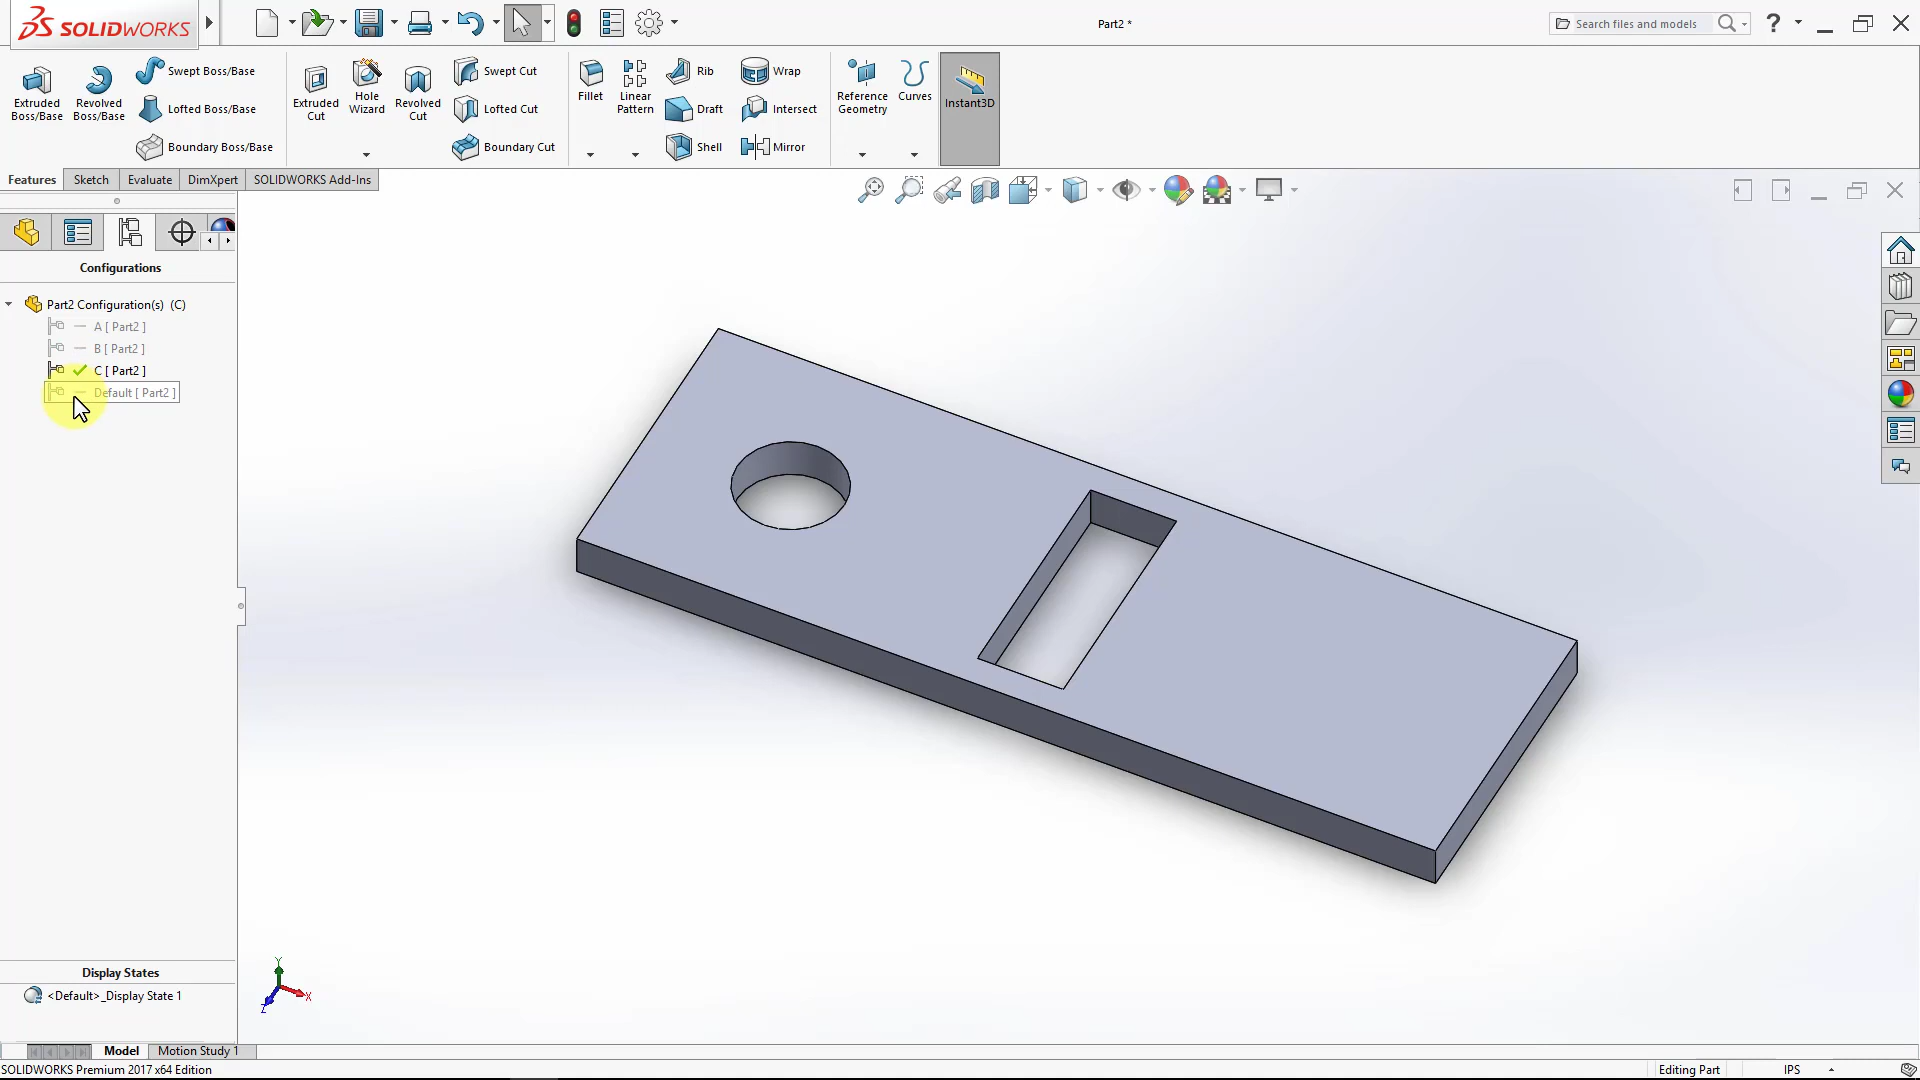 SOLIDWORKS
Part2 *
Search files and models
?
Extruded Boss/Base
Revolved Boss/Base
Swept Boss/Base
Lofted Boss/Base
Boundary Boss/Base
Extruded Cut
Hole Wizard
Revolved Cut
Swept Cut
Lofted Cut
Boundary Cut
Fillet
Linear Pattern
Rib
Draft
Shell
Wrap
Intersect
Mirror
Reference Geometry
Curves
Instant3D
Features
Sketch
Evaluate
DimXpert
SOLIDWORKS Add-Ins
Configurations
Part2 Configuration(s) (C)
A [ Part2 ]
B [ Part2 ]
C [ Part2 ]
Default [ Part2 ]
Display States
<Default>_Display State 1
Y
X
Z
Model
Motion Study 1
SOLIDWORKS Premium 2017 x64 Edition
Editing Part
IPS